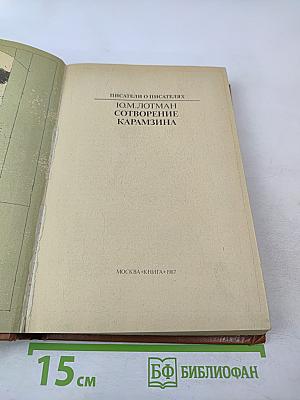 ПИСАТЕЛИ О ПИСАТЕЛЯХ
Ю.М.ЛОТМАН
СОТВОРЕНИЕ
КАРАМЗИНА
МОСКВА «КНИГА» 1987
15 см
БФ БИБЛИОФАН